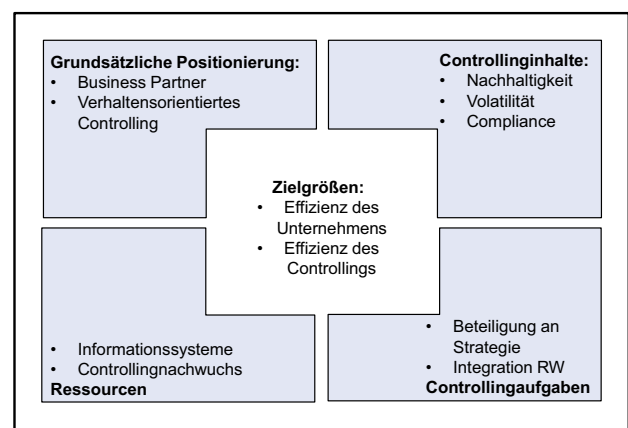 Grundsätzliche Positionierung:
• Business Partner
• Verhaltensorientiertes
Controlling
Controllinginhalte:
• Nachhaltigkeit
• Volatilität
• Compliance
Zielgrößen:
• Effizienz des
Unternehmens
• Effizienz des
Controllings
• Informationssysteme
• Controllingnachwuchs
Ressourcen
• Beteiligung an
Strategie
• Integration RW
Controllingaufgaben